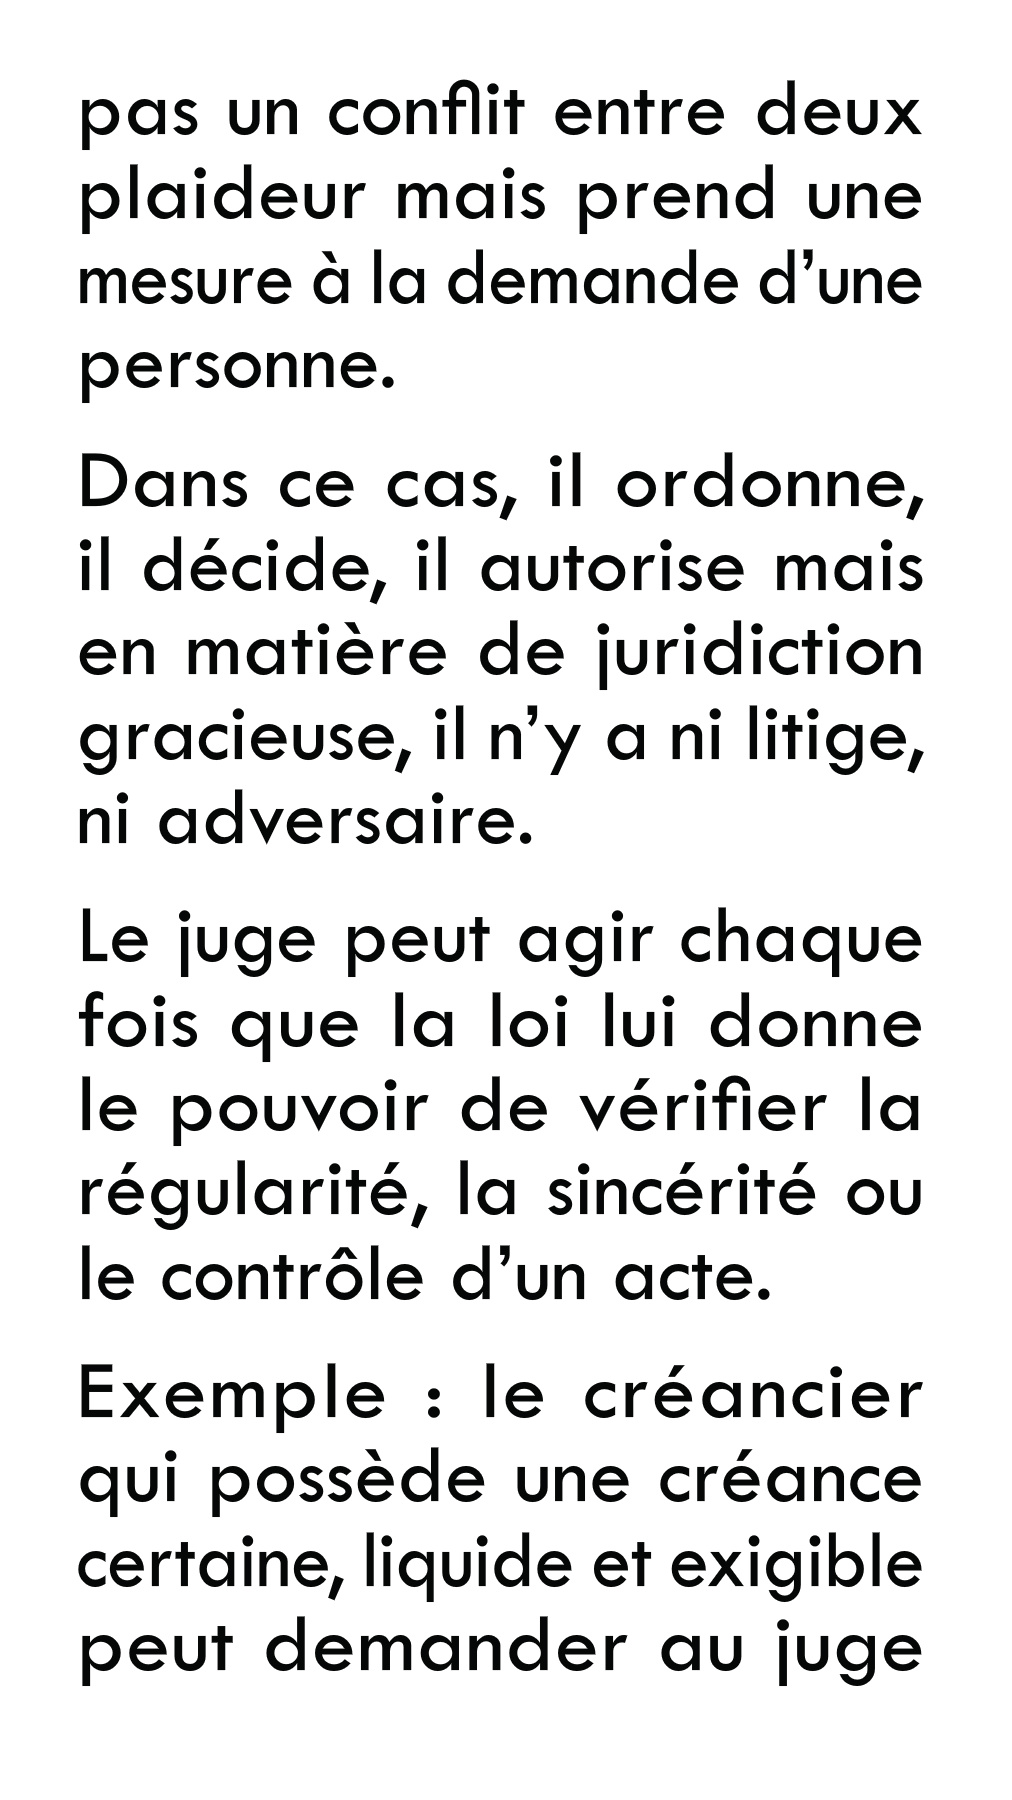 pas un conflit entre deux
plaideur mais prend une
mesure à la demande d’une
personne.
Dans ce cas, il ordonne,
il décide, il autorise mais
en matière de juridiction
gracieuse, il n’y a ni litige,
ni adversaire.
Le juge peut agir chaque
fois que la loi lui donne
le pouvoir de vérifier la
régularité, la sincérité ou
le contrôle d’un acte.
Exemple : le créancier
qui possède une créance
certaine, liquide et exigible
peut demander au juge